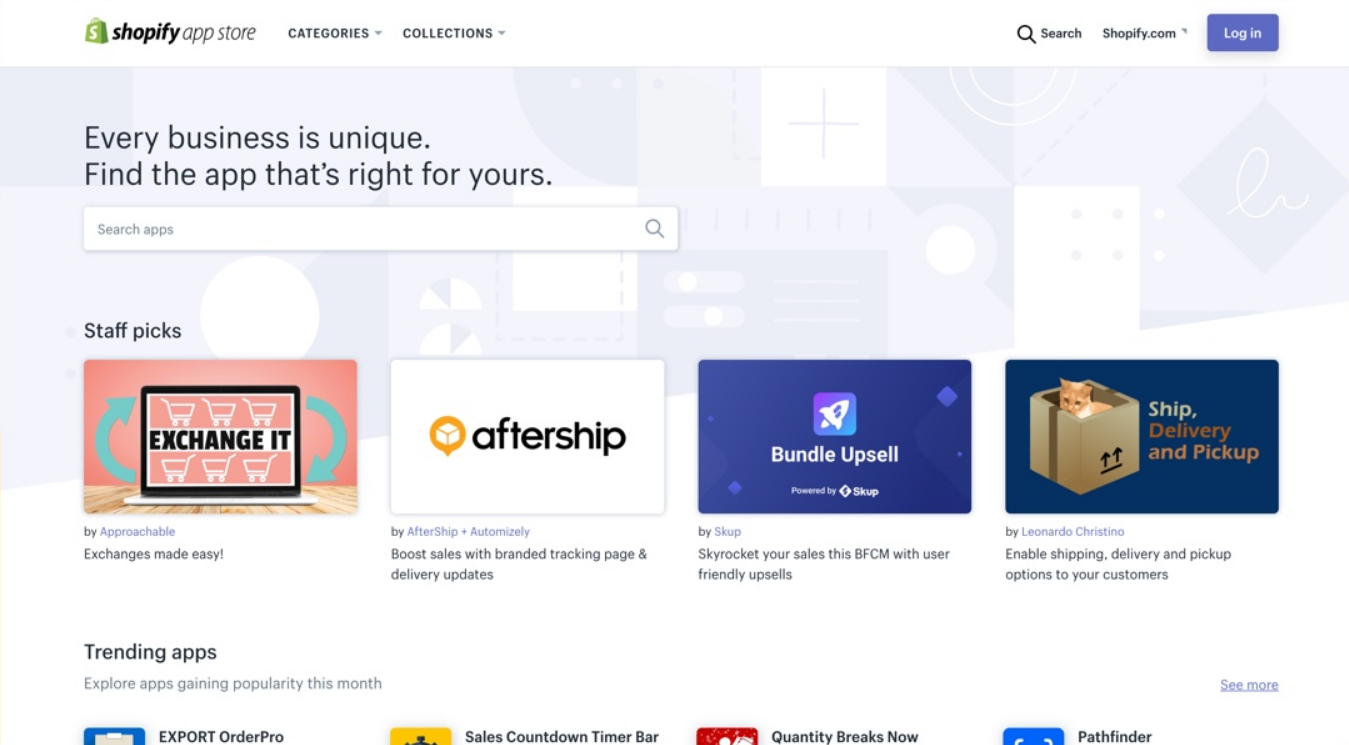 shopify app store CATEGORIES COLLECTIONS Search Shopify.com Log in
Every business is unique.
Find the app that's right for yours.
Search apps
Staff picks
EXCHANGE IT
aftership
Bundle Upsell
Powered by Skup
Ship,
Delivery
and Pickup
by Approachable
Exchanges made easy!
by AfterShip + Automizely
Boost sales with branded tracking page &
delivery updates
by Skup
Skyrocket your sales this BFCM with user
friendly upsells
by Leonardo Christino
Enable shipping, delivery and pickup
options to your customers
Trending apps
Explore apps gaining popularity this month
See more
EXPORT OrderPro
Sales Countdown Timer Bar
Quantity Breaks Now
Pathfinder